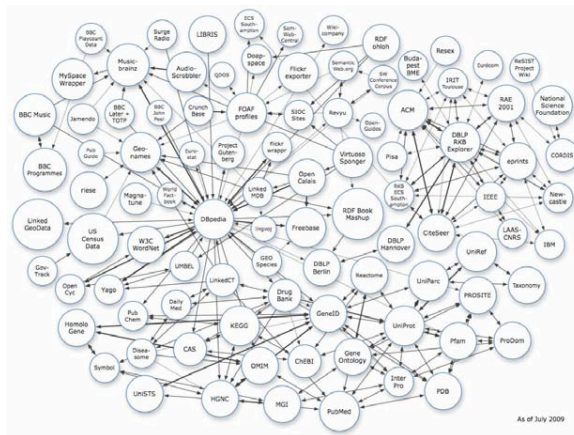 BBC
Playcount
Data
Surge
Radio
LIBRIS
ECS
South-
ampton
Sem-
Web-
Central
Wiki-
company
RDF
ohloh
Music-
brainz
Audio-
Scrobbler
QDOS
Doap-
space
Flickr
exporter
Semantic
Web.org
SW
Conference
Corpus
Buda-
pest
BME
IRIT
Toulouse
Resex
Eurécom
ReSIST
Project
Wiki
MySpace
Wrapper
BBC Music
Jamendo
BBC
Later +
TOTP
BBC
John
Peel
Crunch
Base
FOAF
profiles
SIOC
Sites
Revyu
Open-
Guides
ACM
RAE
2001
National
Science
Foundation
BBC
Programmes
Pub
Guide
Geo-
names
Euro-
stat
Project
Guten-
berg
flickr
wrappr
Virtuoso
Sponger
Pisa
DBLP
RKB
Explorer
eprints
CORDIS
riese
Magna-
tune
World
Fact-
book
Linked
MDB
Open
Calais
RKB
ECS
South-
ampton
IEEE
New-
castle
Linked
GeoData
US
Census
Data
W3C
WordNet
DBpedia
lingvoj
Freebase
RDF Book
Mashup
DBLP
Hannover
CiteSeer
LAAS-
CNRS
IBM
Gov-
Track
Open
Cyc
Yago
UMBEL
GEO
Species
DBLP
Berlin
Reactome
UniParc
UniRef
Taxonomy
LinkedCT
Daily
Med
Pub
Chem
Drug
Bank
GeneID
UniProt
PROSITE
Homolo
Gene
Disea-
some
CAS
KEGG
ChEBI
Gene
Ontology
Pfam
ProDom
Symbol
OMIM
Inter
Pro
PDB
UniSTS
HGNC
MGI
PubMed
As of July 2009